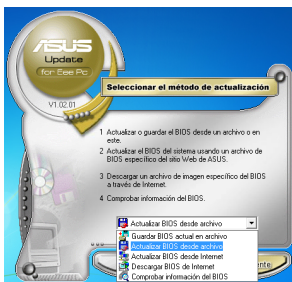 ASUS
Update
for Eee Pc
V1.02.01
Seleccionar el método de actualización
1 Actualizar o guardar el BIOS desde un archivo o en
este.
2 Actualizar el BIOS del sistema usando un archivo de
BIOS específico del sitio Web de ASUS.
3 Descargar un archivo de imagen específico del BIOS
a través de Internet.
4 Comprobar información del BIOS.
Actualizar BIOS desde archivo
Guardar BIOS actual en archivo
Actualizar BIOS desde archivo
Actualizar BIOS desde Internet
Descargar BIOS de Internet
Comprobar información del BIOS
ente